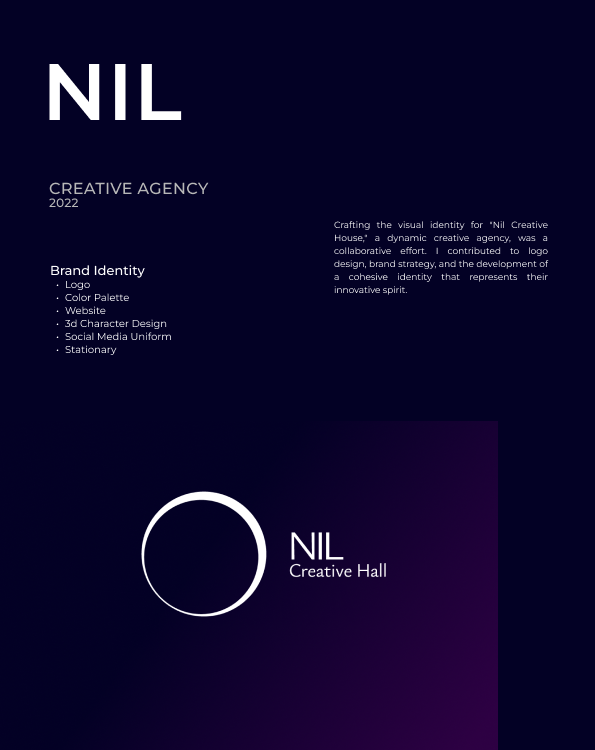 NIL
CREATIVE AGENCY
2022
Crafting the visual identity for "Nil Creative
House," a dynamic creative agency, was a
collaborative effort. I contributed to logo
design, brand strategy, and the development of
a cohesive identity that represents their
innovative spirit.
Brand Identity
• Logo
• Color Palette
• Website
• 3d Character Design
• Social Media Uniform
• Stationary
NIL
Creative Hall